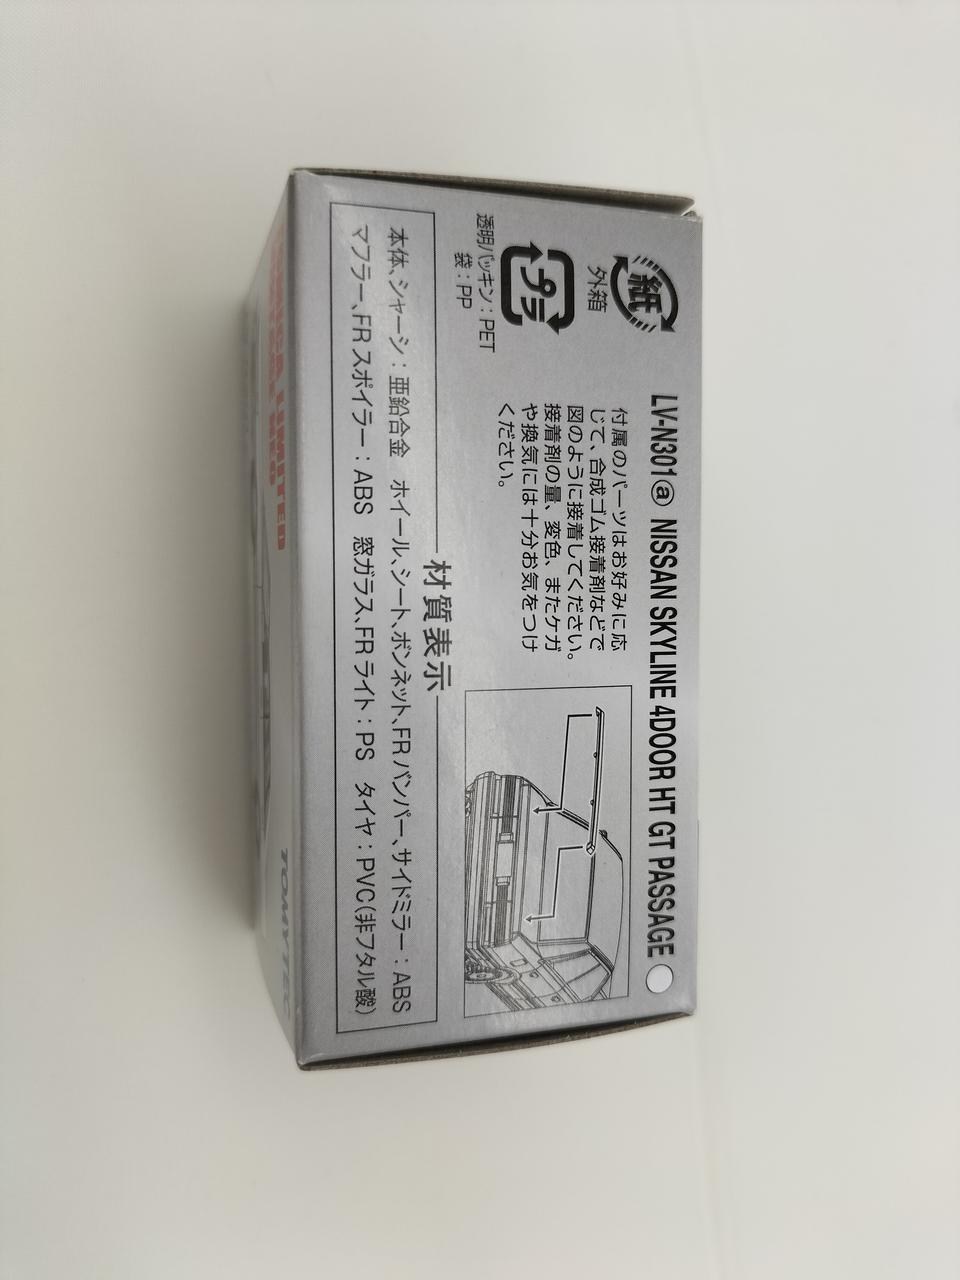 LV-N301ⓐ NISSAN SKYLINE 4DOOR HT GT PASSAGE
紙
外箱
プラ
透明パッキン:PET
袋:PP
付属のパーツはお好みに応
じて、合成ゴム接着剤などで
図のように接着してください。
接着剤の量、変色、またケガ
や換気には十分お気をつけ
ください。
材質表示
本体、シャーシ:亜鉛合金 ホイール、シート、ボンネット、FRバンパー、サイドミラー:ABS
マフラー、FRスポイラー:ABS 窓ガラス、FRライト:PS タイヤ:PVC(非フタル酸)
LIMITED
TOMYTEC